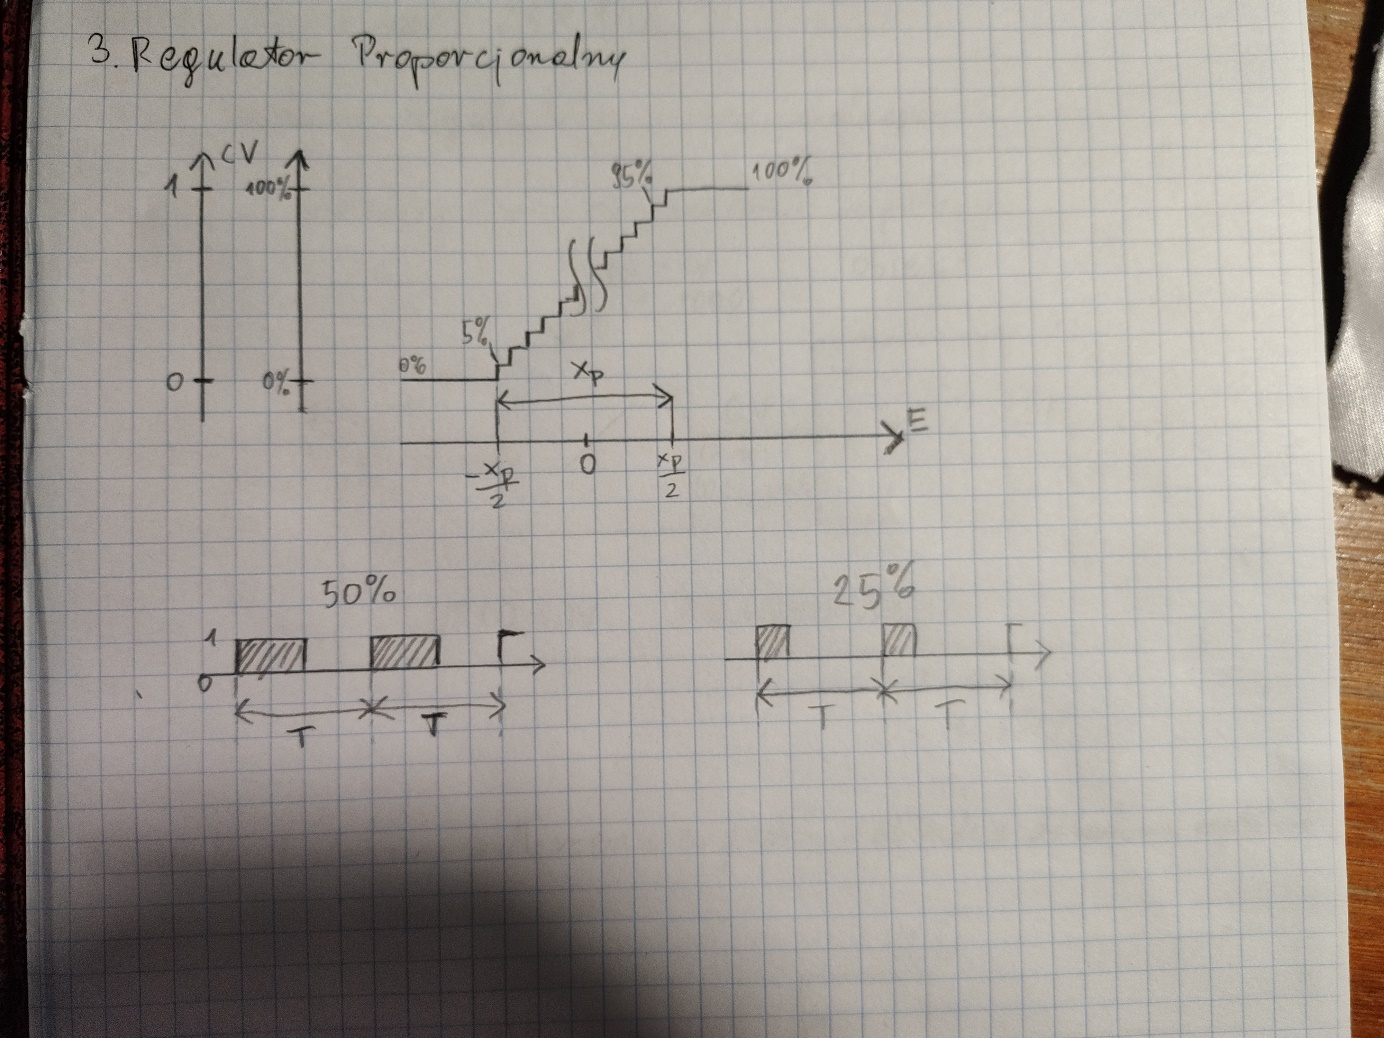 3. Regulator Proporcjonalny
CV
1
100%
0
0%
0%
5%
95%
100%
xp
E
-xp/2
0
xp/2
50%
1
0
T
T
25%
T
T